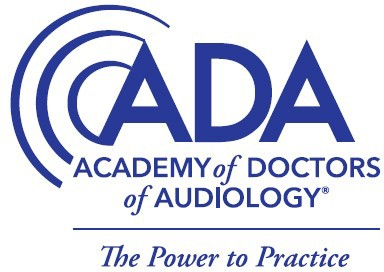 ADA
ACADEMY of DOCTORS
of AUDIOLOGY®
The Power to Practice